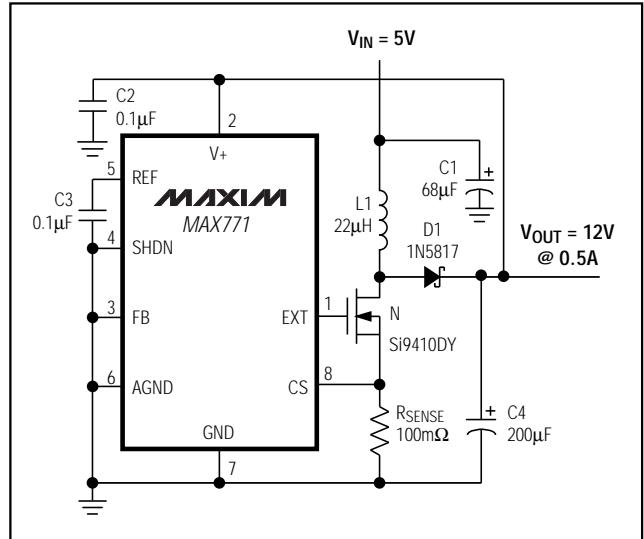 VIN = 5V
C2
0.1µF
2
V+
5
REF
C3
0.1µF
MAXIM
MAX771
4
SHDN
3
FB
6
AGND
GND
7
EXT
1
CS
8
L1
22µH
C1
+
68µF
D1
1N5817
VOUT = 12V
@ 0.5A
N
Si9410DY
RSENSE
100mΩ
+
C4
200µF